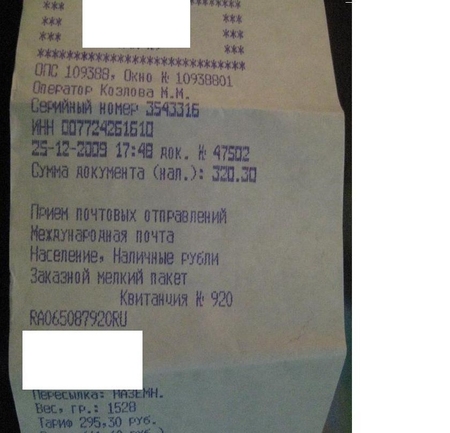 ***
***
***
***
***
***
*************************
ОПС 109388, Окно № 10938801
Оператор Козлова М.М.
Серийный номер 3543316
ИНН 007724261610
25-12-2009 17:48 док. № 47502
Сумма документа (нал.): 320.30
Прием почтовых отправлений
Международная почта
Население, Наличные рубли
Заказной мелкий пакет
Квитанция № 920
RA065087920RU
Пересылка: НАЗЕМН.
Вес, гр.: 1528
Тариф 295,30 руб.